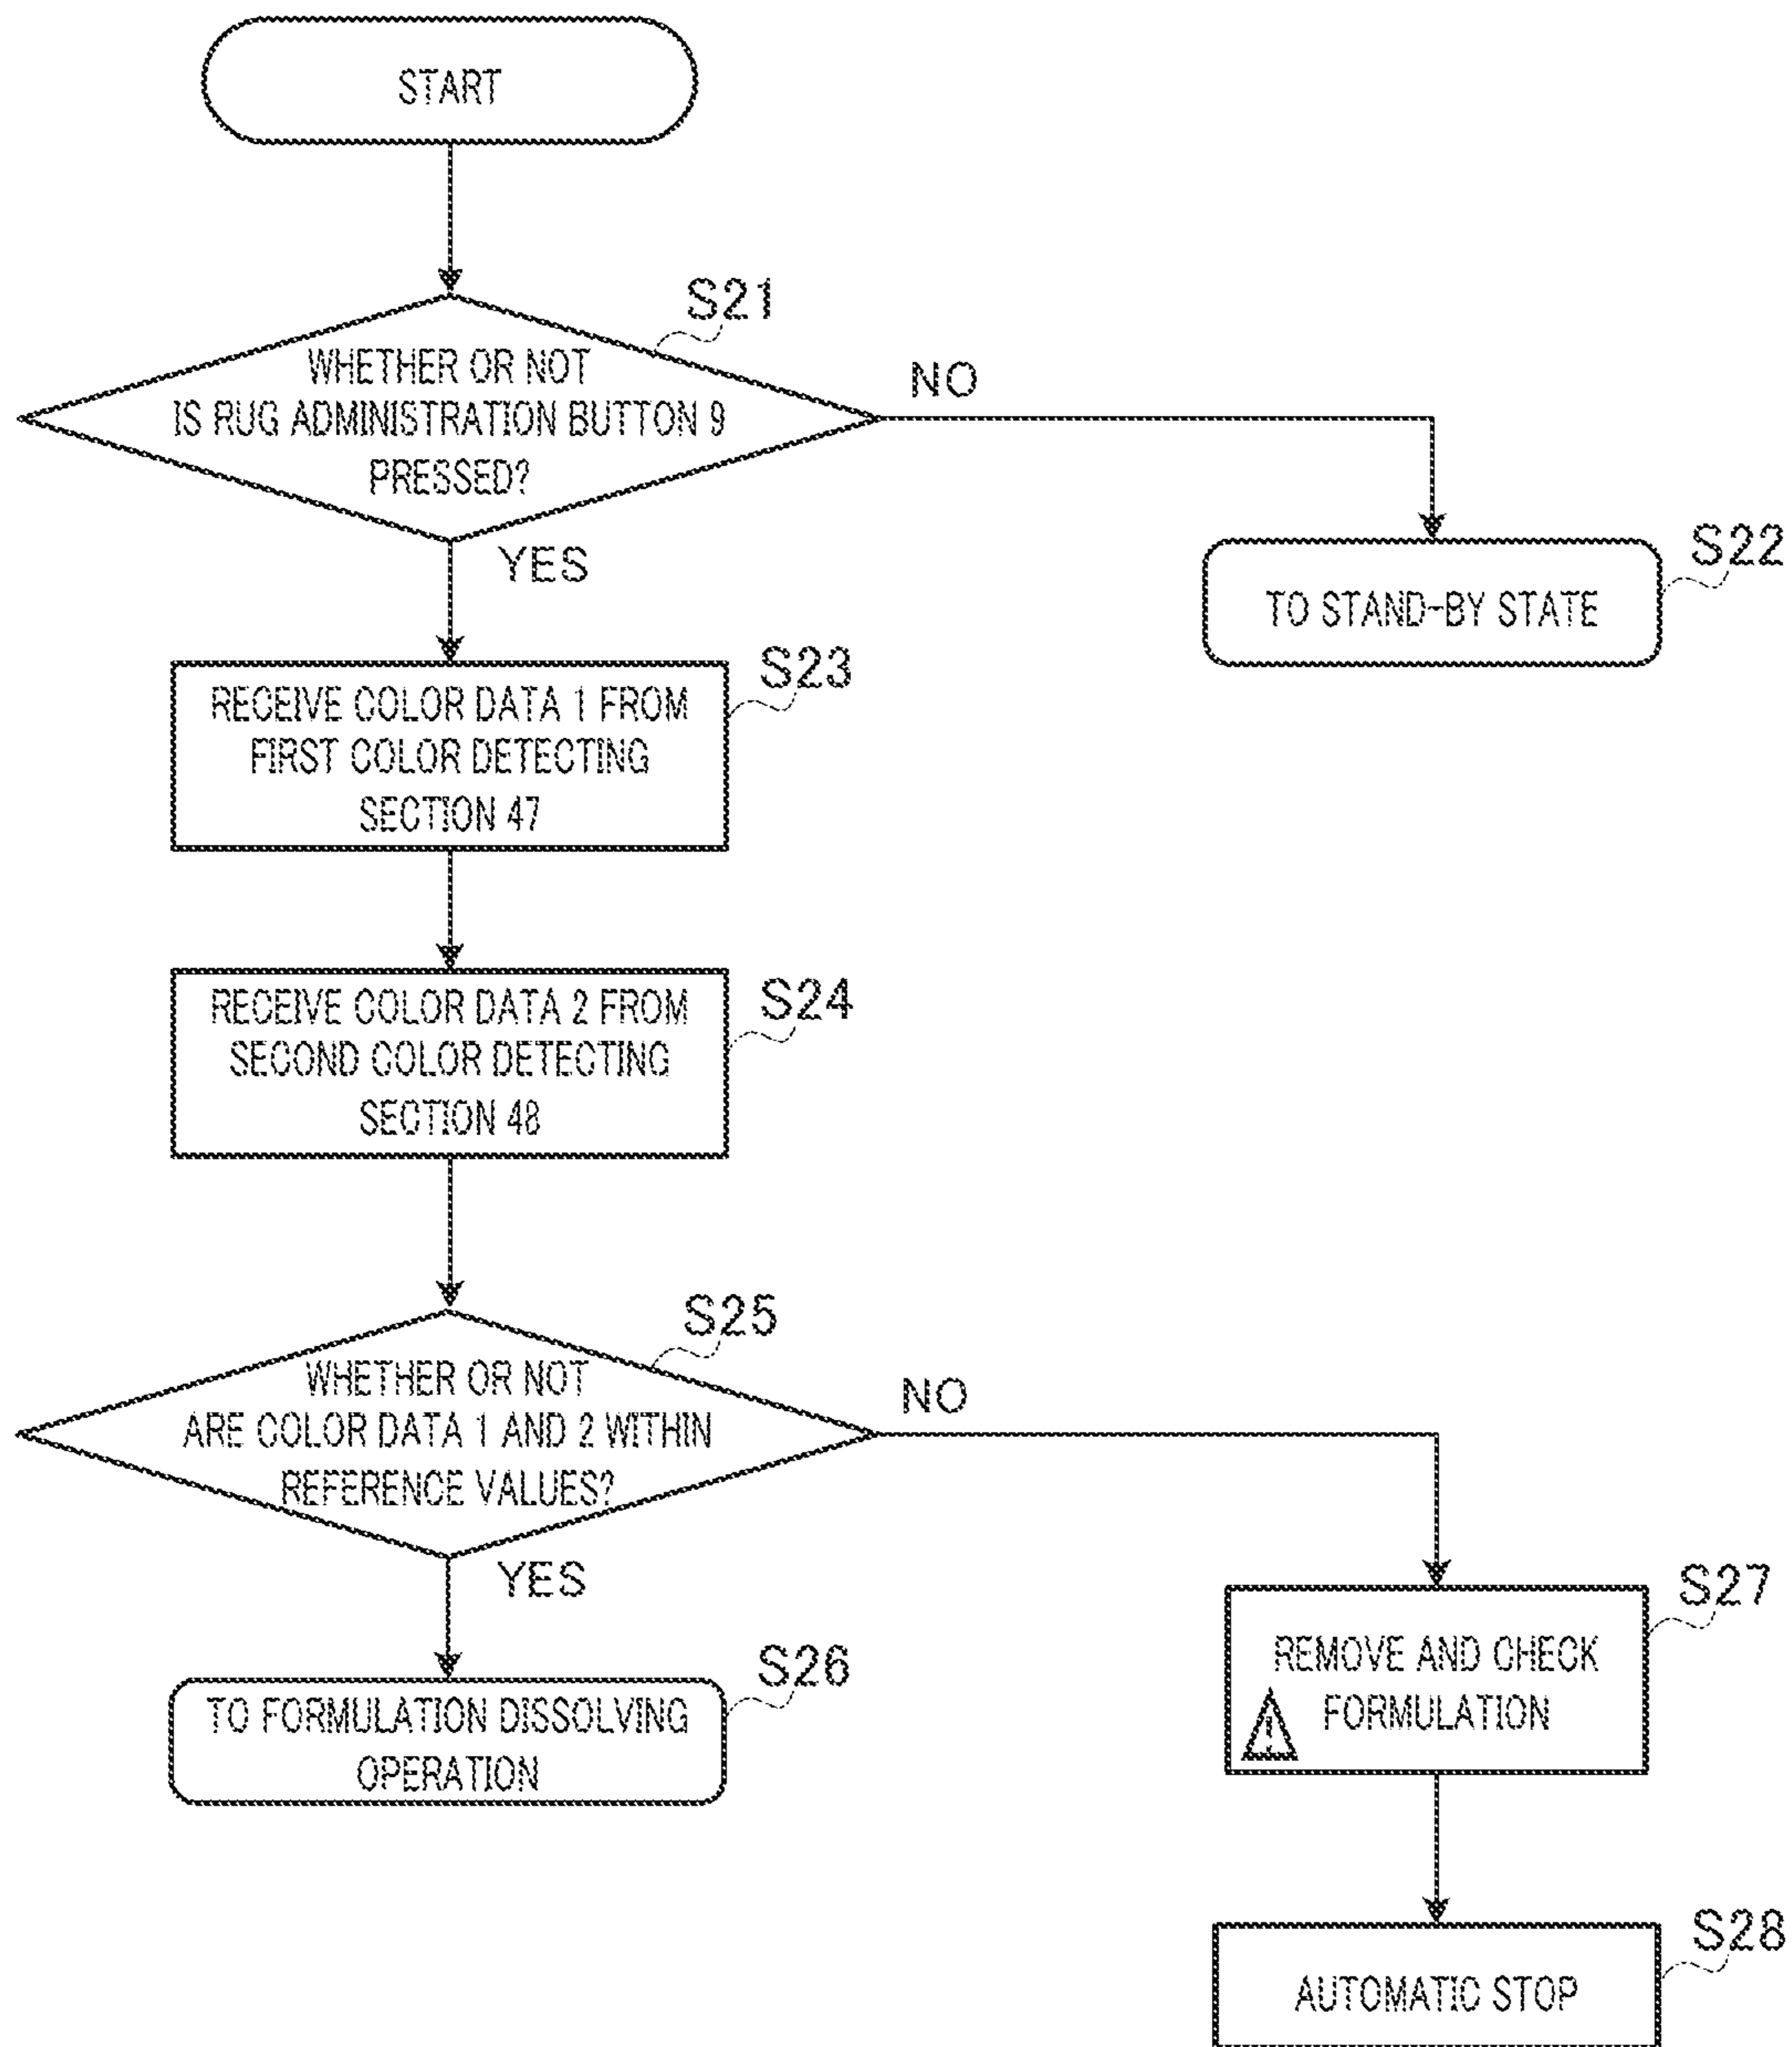 START
S21
WHETHER OR NOT
IS RUG ADMINISTRATION BUTTON 9
PRESSED?
NO
YES
S22
TO STAND-BY STATE
S23
RECEIVE COLOR DATA 1 FROM
FIRST COLOR DETECTING
SECTION 47
S24
RECEIVE COLOR DATA 2 FROM
SECOND COLOR DETECTING
SECTION 48
S25
WHETHER OR NOT
ARE COLOR DATA 1 AND 2 WITHIN
REFERENCE VALUES?
NO
YES
S26
TO FORMULATION DISSOLVING
OPERATION
S27
REMOVE AND CHECK
FORMULATION
!
S28
AUTOMATIC STOP